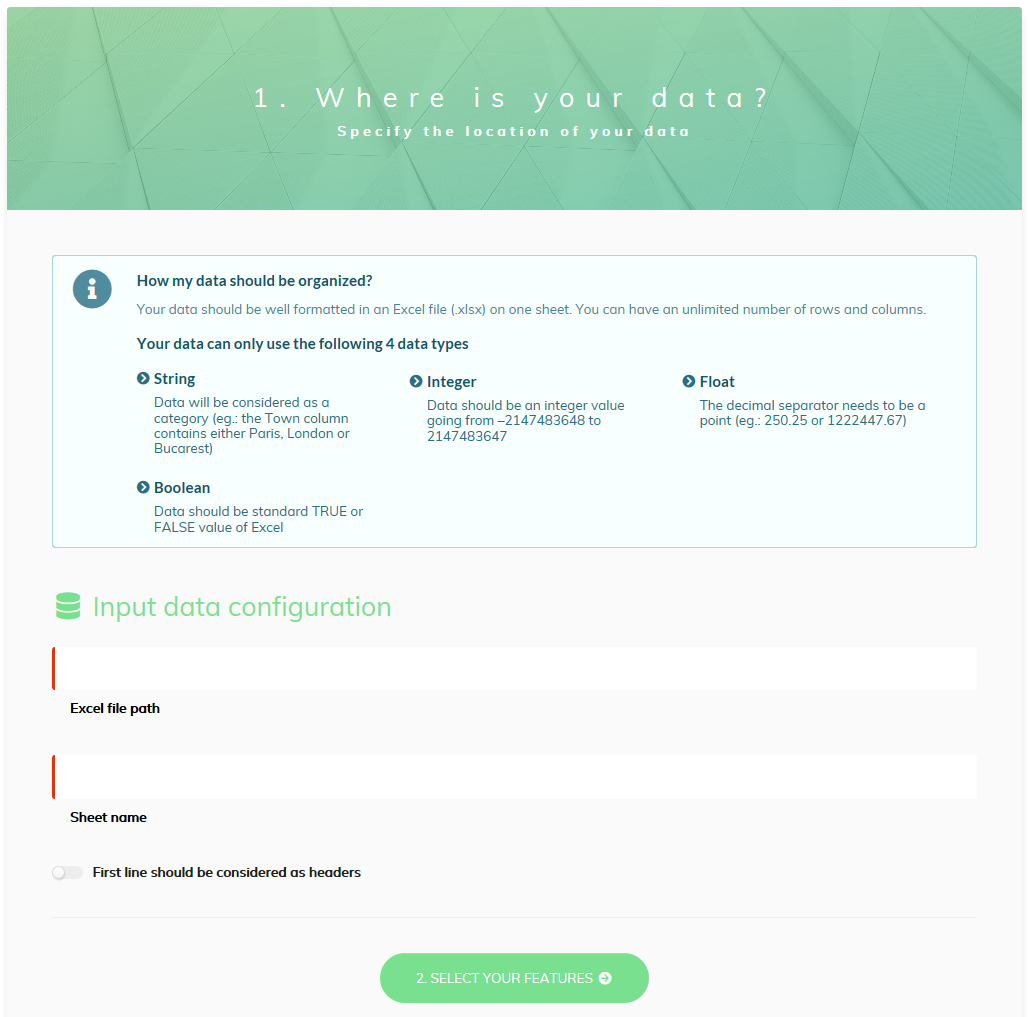 1. Where is your data?
Specify the location of your data
How my data should be organized?
Your data should be well formatted in an Excel file (.xlsx) on one sheet. You can have an unlimited number of rows and columns.
Your data can only use the following 4 data types
String
Data will be considered as a
category (eg.: the Town column
contains either Paris, London or
Bucarest)
Integer
Data should be an integer value
going from –2147483648 to
2147483647
Float
The decimal separator needs to be a
point (eg.: 250.25 or 1222447.67)
Boolean
Data should be standard TRUE or
FALSE value of Excel
Input data configuration
Excel file path
Sheet name
First line should be considered as headers
2. SELECT YOUR FEATURES